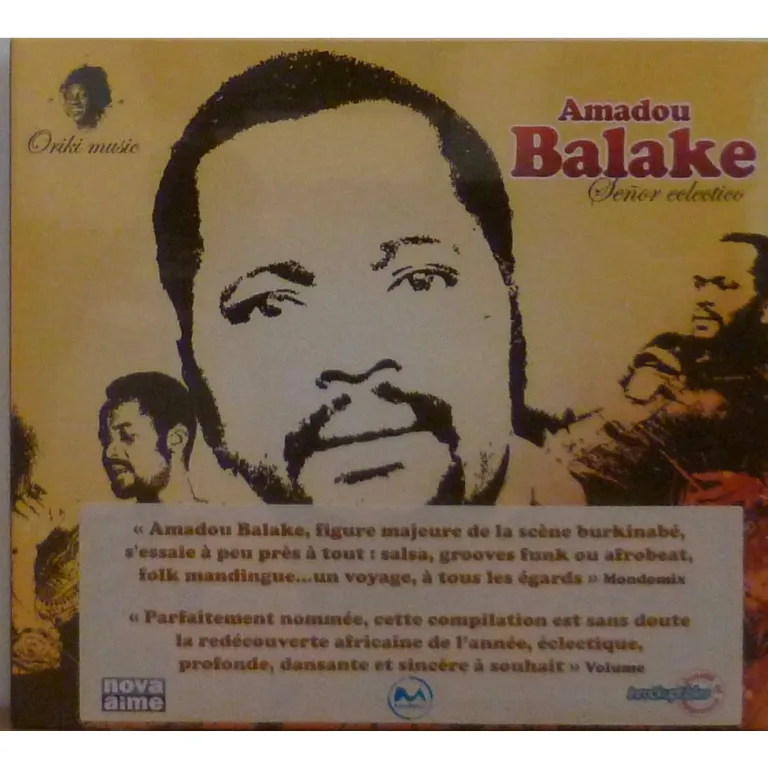 Oriki music
Amadou
Balake
Señor eclectico
« Amadou Balake, figure majeure de la scène burkinabé,
s'essaie à peu près à tout : salsa, grooves funk ou afrobeat,
folk mandingue...un voyage, à tous les égards » Mondomix
« Parfaitement nommée, cette compilation est sans doute
la redécouverte africaine de l'année, éclectique,
profonde, dansante et sincère à souhait » Volume
nova
aime
inrockuptibles